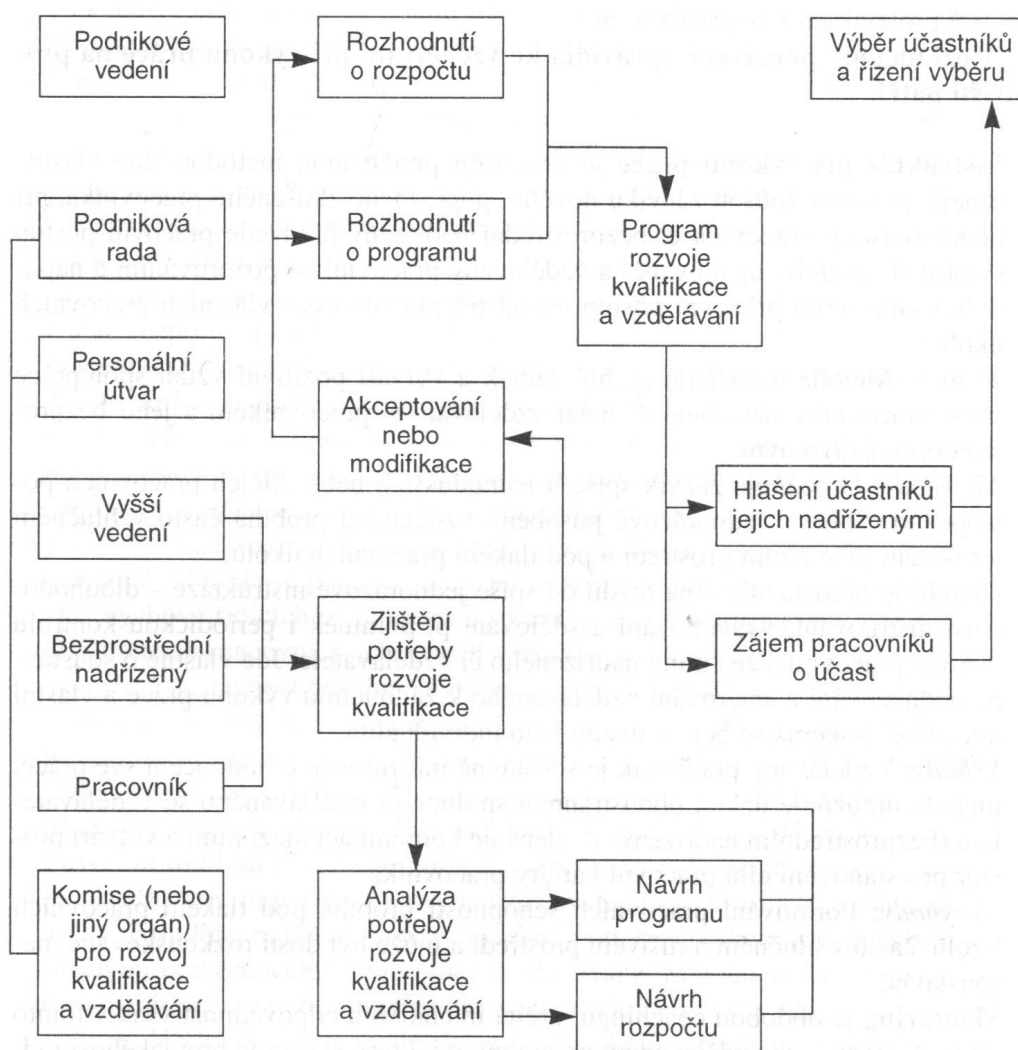 Podnikové
vedení
Rozhodnutí
o rozpočtu
Výběr účastníků
a řízení výběru
Podniková
rada
Rozhodnutí
o programu
Program
rozvoje
kvalifikace
a vzdělávání
Personální
útvar
Akceptování
nebo
modifikace
Vyšší
vedení
Hlášení účastníků
jejich nadřízenými
Bezprostřední
nadřízený
Zjištění
potřeby
rozvoje
kvalifikace
Zájem pracovníků
o účast
Pracovník
Komise (nebo
jiný orgán)
pro rozvoj
kvalifikace
a vzdělávání
Analýza
potřeby
rozvoje
kvalifikace
a vzdělávání
Návrh
programu
Návrh
rozpočtu